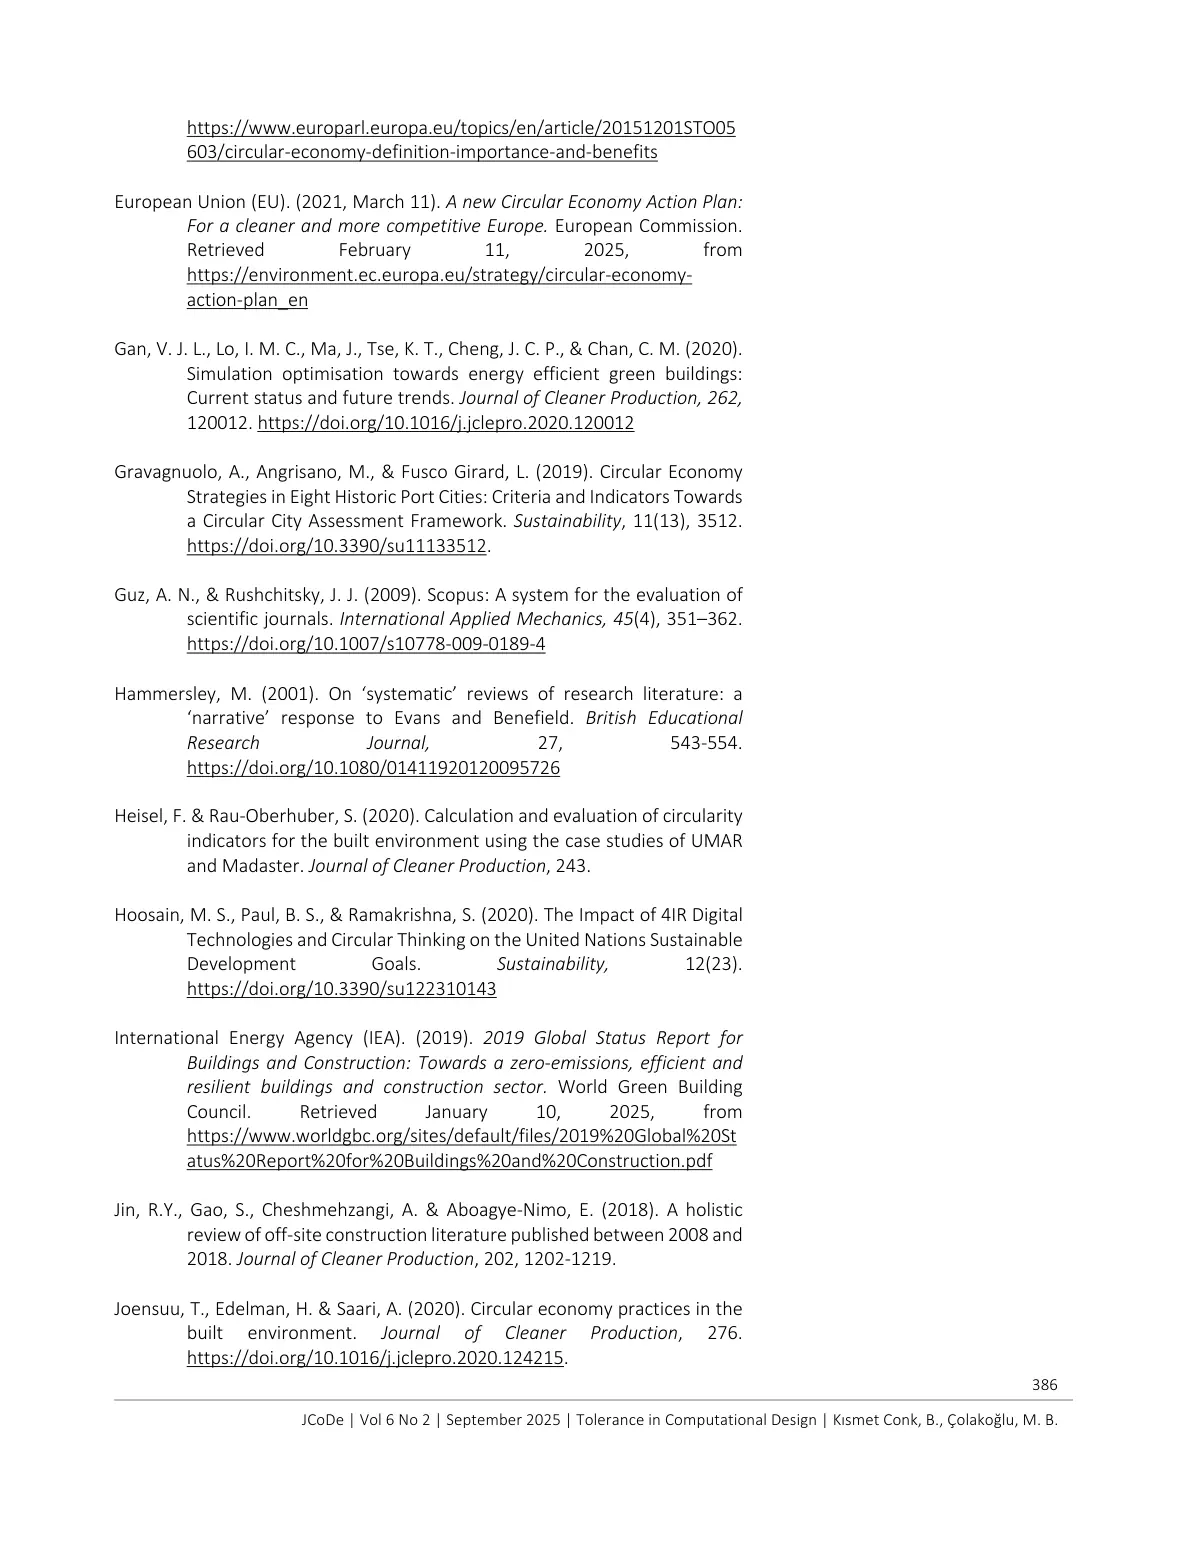 https://www.europarl.europa.eu/topics/en/article/20151201STO05
603/circular-economy-definition-importance-and-benefits
European Union (EU). (2021, March 11). A new Circular Economy Action Plan:
For a cleaner and more competitive Europe. European Commission.
Retrieved February 11, 2025, from
https://environment.ec.europa.eu/strategy/circular-economy-
action-plan_en
Gan, V. J. L., Lo, I. M. C., Ma, J., Tse, K. T., Cheng, J. C. P., & Chan, C. M. (2020).
Simulation optimisation towards energy efficient green buildings:
Current status and future trends. Journal of Cleaner Production, 262,
120012. https://doi.org/10.1016/j.jclepro.2020.120012
Gravagnuolo, A., Angrisano, M., & Fusco Girard, L. (2019). Circular Economy
Strategies in Eight Historic Port Cities: Criteria and Indicators Towards
a Circular City Assessment Framework. Sustainability, 11(13), 3512.
https://doi.org/10.3390/su11133512.
Guz, A. N., & Rushchitsky, J. J. (2009). Scopus: A system for the evaluation of
scientific journals. International Applied Mechanics, 45(4), 351–362.
https://doi.org/10.1007/s10778-009-0189-4
Hammersley, M. (2001). On ‘systematic’ reviews of research literature: a
‘narrative’ response to Evans and Benefield. British Educational
Research Journal, 27, 543-554.
https://doi.org/10.1080/01411920120095726
Heisel, F. & Rau-Oberhuber, S. (2020). Calculation and evaluation of circularity
indicators for the built environment using the case studies of UMAR
and Madaster. Journal of Cleaner Production, 243.
Hoosain, M. S., Paul, B. S., & Ramakrishna, S. (2020). The Impact of 4IR Digital
Technologies and Circular Thinking on the United Nations Sustainable
Development Goals. Sustainability, 12(23).
https://doi.org/10.3390/su122310143
International Energy Agency (IEA). (2019). 2019 Global Status Report for
Buildings and Construction: Towards a zero-emissions, efficient and
resilient buildings and construction sector. World Green Building
Council. Retrieved January 10, 2025, from
https://www.worldgbc.org/sites/default/files/2019%20Global%20St
atus%20Report%20for%20Buildings%20and%20Construction.pdf
Jin, R.Y., Gao, S., Cheshmehzangi, A. & Aboagye-Nimo, E. (2018). A holistic
review of off-site construction literature published between 2008 and
2018. Journal of Cleaner Production, 202, 1202-1219.
Joensuu, T., Edelman, H. & Saari, A. (2020). Circular economy practices in the
built environment. Journal of Cleaner Production, 276.
https://doi.org/10.1016/j.jclepro.2020.124215.
386
JCoDe | Vol 6 No 2 | September 2025 | Tolerance in Computational Design | Kısmet Conk, B., Çolakoğlu, M. B.